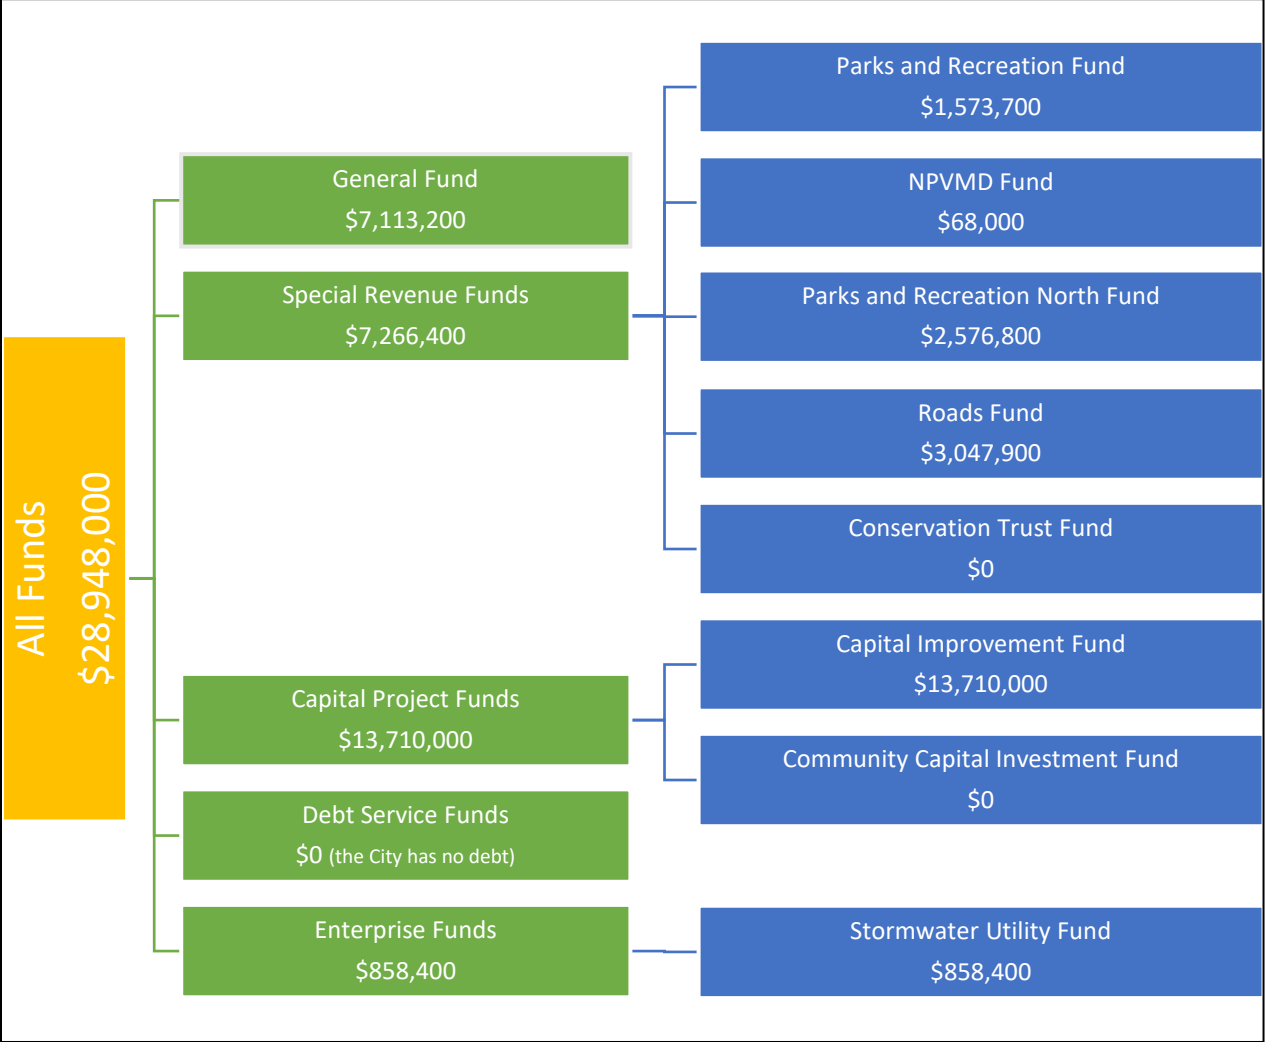 All Funds
$28,948,000
General Fund
$7,113,200
Special Revenue Funds
$7,266,400
Capital Project Funds
$13,710,000
Debt Service Funds
$0 (the City has no debt)
Enterprise Funds
$858,400
Parks and Recreation Fund
$1,573,700
NPVMD Fund
$68,000
Parks and Recreation North Fund
$2,576,800
Roads Fund
$3,047,900
Conservation Trust Fund
$0
Capital Improvement Fund
$13,710,000
Community Capital Investment Fund
$0
Stormwater Utility Fund
$858,400